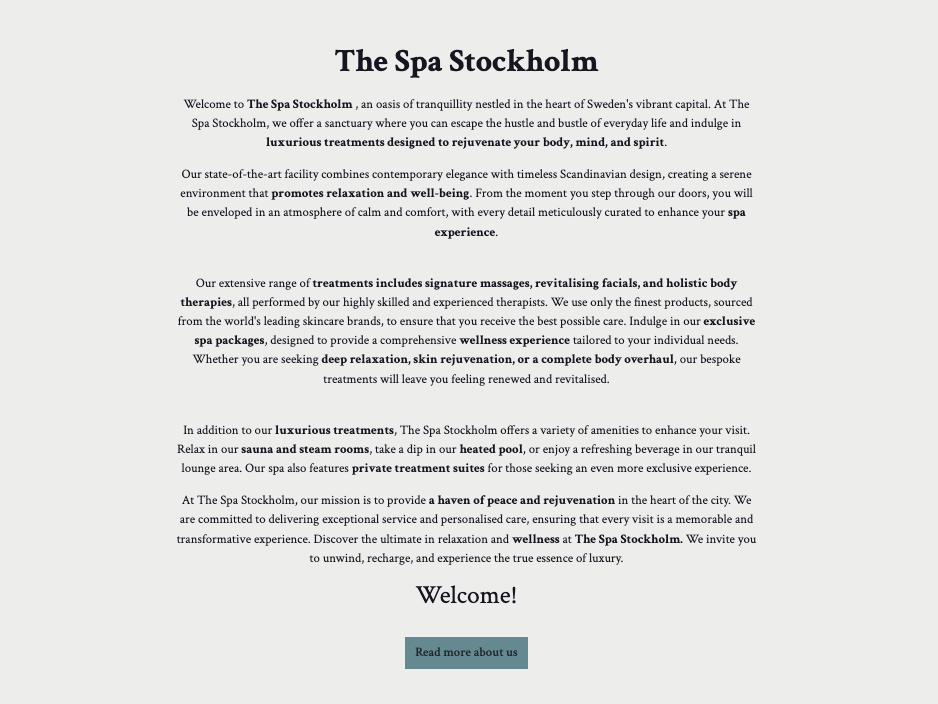 The Spa Stockholm
Welcome to The Spa Stockholm , an oasis of tranquillity nestled in the heart of Sweden's vibrant capital. At The
Spa Stockholm, we offer a sanctuary where you can escape the hustle and bustle of everyday life and indulge in
luxurious treatments designed to rejuvenate your body, mind, and spirit.
Our state-of-the-art facility combines contemporary elegance with timeless Scandinavian design, creating a serene
environment that promotes relaxation and well-being. From the moment you step through our doors, you will
be enveloped in an atmosphere of calm and comfort, with every detail meticulously curated to enhance your spa
experience.
Our extensive range of treatments includes signature massages, revitalising facials, and holistic body
therapies, all performed by our highly skilled and experienced therapists. We use only the finest products, sourced
from the world's leading skincare brands, to ensure that you receive the best possible care. Indulge in our exclusive
spa packages, designed to provide a comprehensive wellness experience tailored to your individual needs.
Whether you are seeking deep relaxation, skin rejuvenation, or a complete body overhaul, our bespoke
treatments will leave you feeling renewed and revitalised.
In addition to our luxurious treatments, The Spa Stockholm offers a variety of amenities to enhance your visit.
Relax in our sauna and steam rooms, take a dip in our heated pool, or enjoy a refreshing beverage in our tranquil
lounge area. Our spa also features private treatment suites for those seeking an even more exclusive experience.
At The Spa Stockholm, our mission is to provide a haven of peace and rejuvenation in the heart of the city. We
are committed to delivering exceptional service and personalised care, ensuring that every visit is a memorable and
transformative experience. Discover the ultimate in relaxation and wellness at The Spa Stockholm. We invite you
to unwind, recharge, and experience the true essence of luxury.
Welcome!
Read more about us